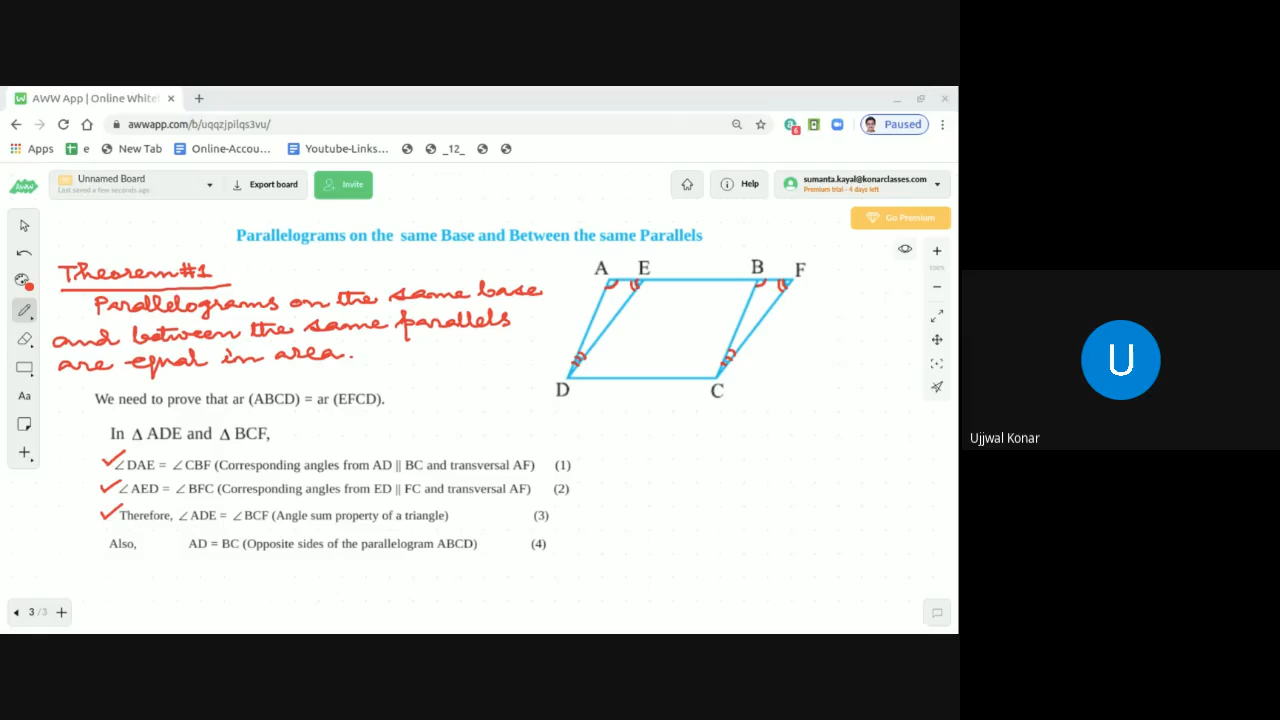 AWW App | Online White
awwapp.com/b/uqqzjpilqs3vu/
Paused
Apps e New Tab Online-Accou... Youtube-Links... _12_
Unnamed Board
Last saved a few seconds ago
Export board
Invite
Help
sumanta.kayal@konarclasses.com
Premium trial - 4 days left
Go Premium
Parallelograms on the same Base and Between the same Parallels
100%
Theorem#1
Parallelograms on the same base
and between the same parallels
are equal in area.
A E B F
D C
We need to prove that ar (ABCD) = ar (EFCD).
In △ ADE and △ BCF,
∠DAE = ∠CBF (Corresponding angles from AD || BC and transversal AF) (1)
∠AED = ∠BFC (Corresponding angles from ED || FC and transversal AF) (2)
Therefore, ∠ADE = ∠BCF (Angle sum property of a triangle) (3)
Also, AD = BC (Opposite sides of the parallelogram ABCD) (4)
Aa
3 / 3
U
Ujjwal Konar